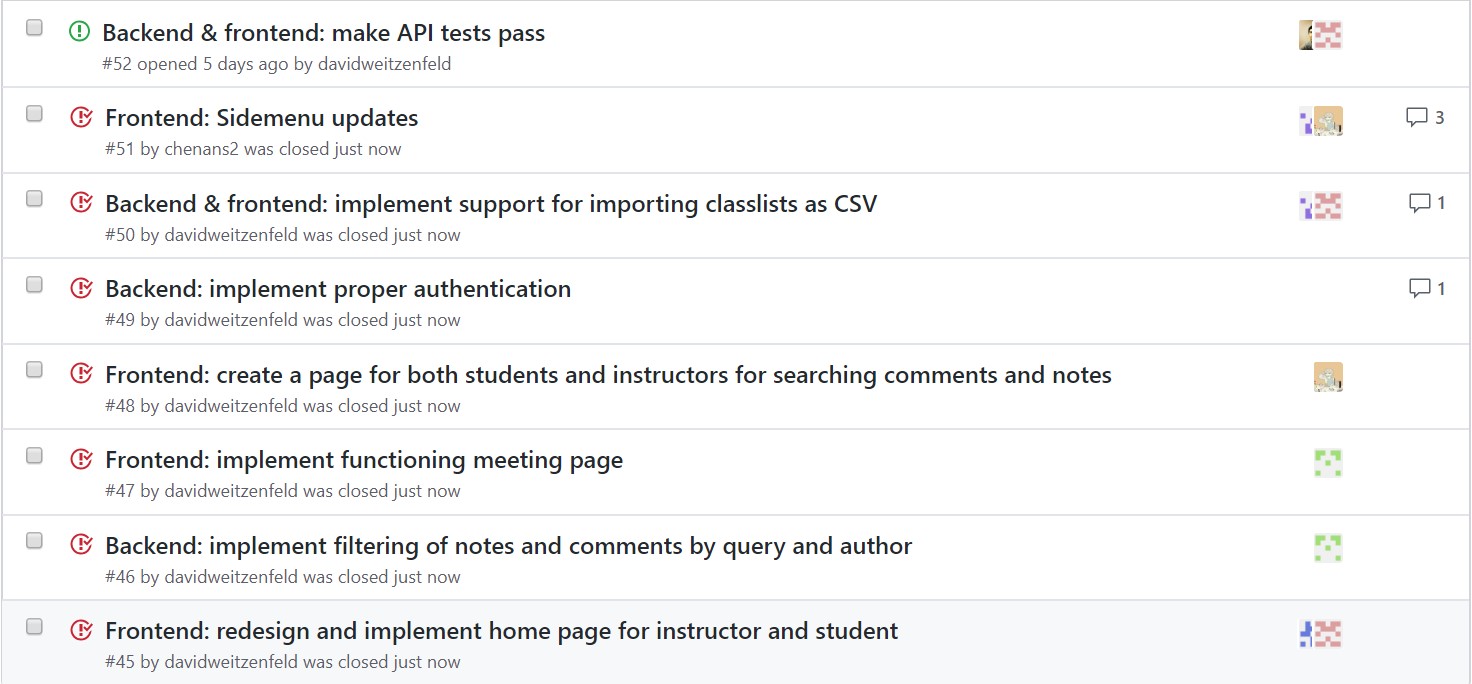 Backend & frontend: make API tests pass
#52 opened 5 days ago by davidweitzenfeld
Frontend: Sidemenu updates
3
#51 by chenans2 was closed just now
Backend & frontend: implement support for importing classlists as CSV
1
#50 by davidweitzenfeld was closed just now
Backend: implement proper authentication
1
#49 by davidweitzenfeld was closed just now
Frontend: create a page for both students and instructors for searching comments and notes
#48 by davidweitzenfeld was closed just now
Frontend: implement functioning meeting page
#47 by davidweitzenfeld was closed just now
Backend: implement filtering of notes and comments by query and author
#46 by davidweitzenfeld was closed just now
Frontend: redesign and implement home page for instructor and student
#45 by davidweitzenfeld was closed just now